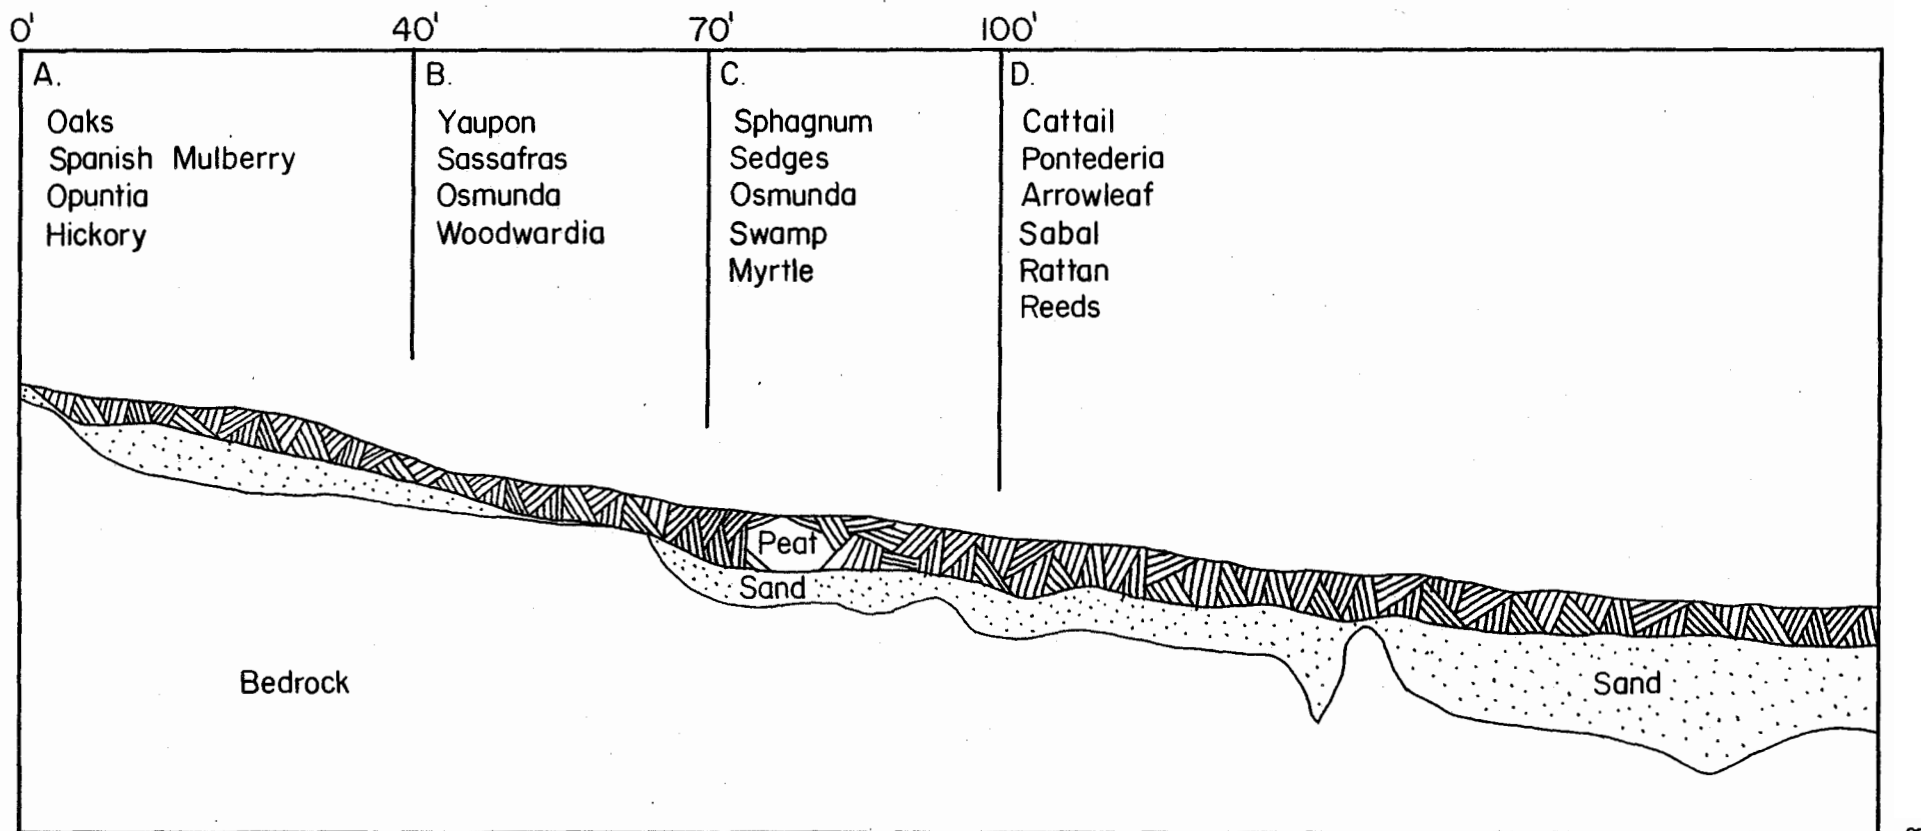 0' 40' 70' 100'
A.
Oaks
Spanish Mulberry
Opuntia
Hickory
B.
Yaupon
Sassafras
Osmunda
Woodwardia
C.
Sphagnum
Sedges
Osmunda
Swamp
Myrtle
D.
Cattail
Pontederia
Arrowleaf
Sabal
Rattan
Reeds
Peat
Sand
Bedrock
Sand